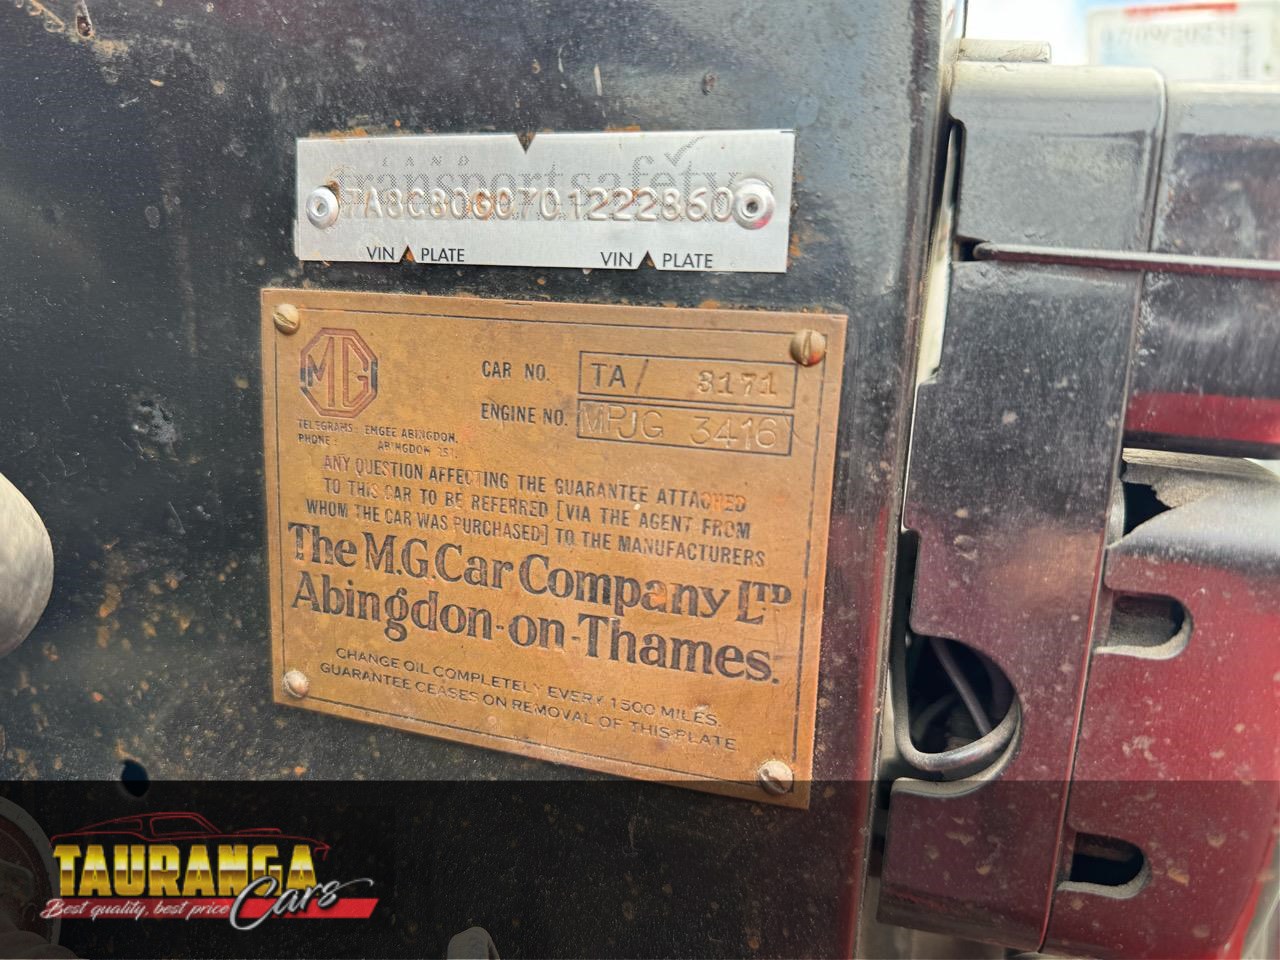 LAND
transport safety
7A8C8060701222860
VIN PLATE VIN PLATE
MG
CAR NO. TA/ 3171
ENGINE NO. MPJG 3416
TELEGRAMS: EMGEE ABINGDON.
PHONE: ABINGDON 251.
ANY QUESTION AFFECTING THE GUARANTEE ATTACHED
TO THIS CAR TO BE REFERRED [VIA THE AGENT FROM
WHOM THE CAR WAS PURCHASED] TO THE MANUFACTURERS
The M.G. Car Company LTD
Abingdon-on-Thames.
CHANGE OIL COMPLETELY EVERY 1500 MILES.
GUARANTEE CEASES ON REMOVAL OF THIS PLATE
TAURANGA
Cars
Best quality, best price